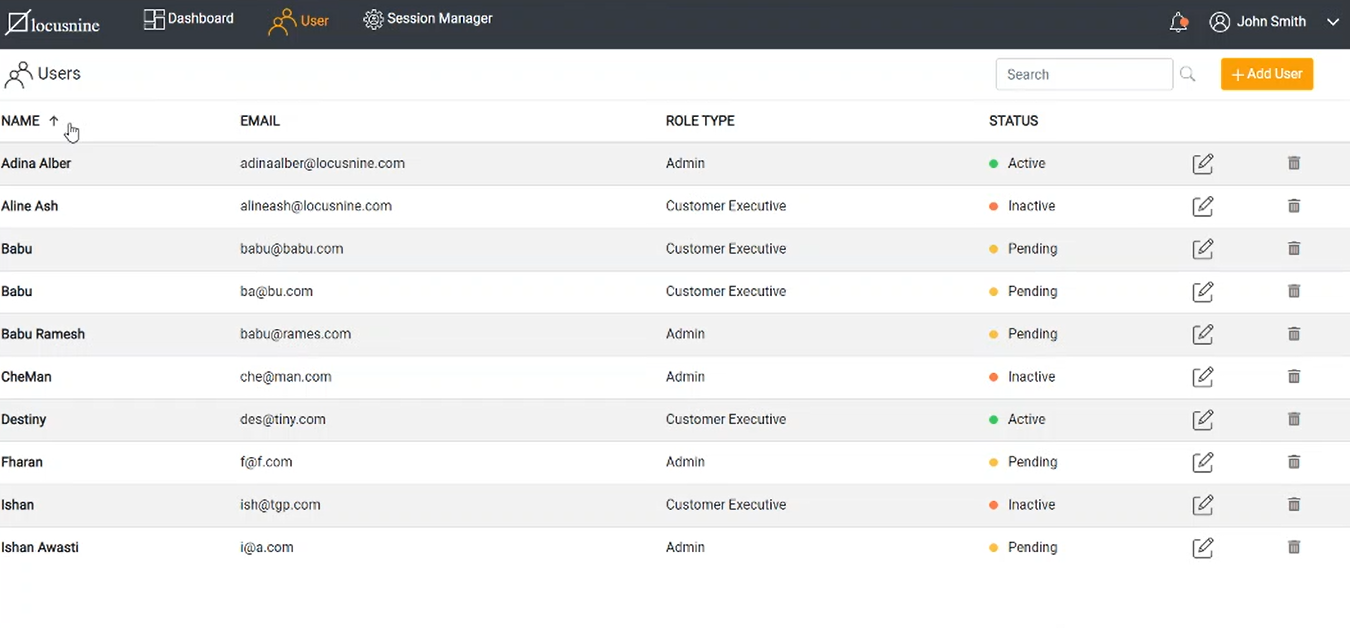 locusnine Dashboard User Session Manager John Smith
Users Search + Add User
NAME ↑ EMAIL ROLE TYPE STATUS
Adina Alber adinaalber@locusnine.com Admin Active
Aline Ash alineash@locusnine.com Customer Executive Inactive
Babu babu@babu.com Customer Executive Pending
Babu ba@bu.com Customer Executive Pending
Babu Ramesh babu@rames.com Admin Pending
CheMan che@man.com Admin Inactive
Destiny des@tiny.com Customer Executive Active
Fharan f@f.com Admin Pending
Ishan ish@tgp.com Customer Executive Inactive
Ishan Awasti i@a.com Admin Pending